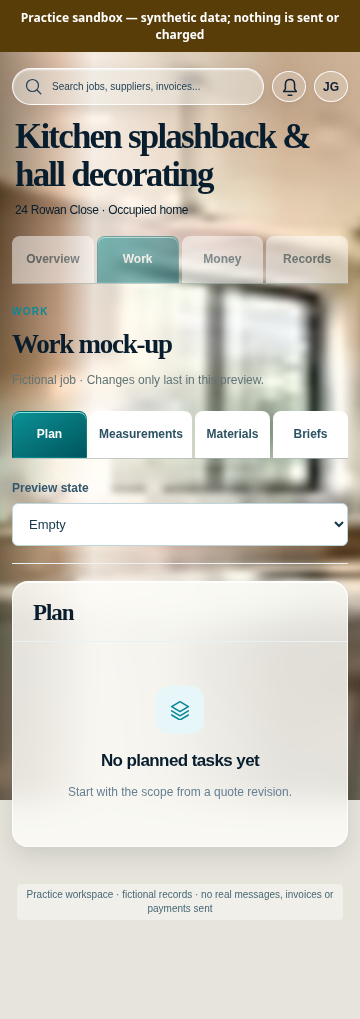 Practice sandbox — synthetic data; nothing is sent or
charged
Search jobs, suppliers, invoices...
JG
Kitchen splashback &
hall decorating
24 Rowan Close · Occupied home
Overview
Work
Money
Records
WORK
Work mock-up
Fictional job · Changes only last in this preview.
Plan
Measurements
Materials
Briefs
Preview state
Empty
Plan
No planned tasks yet
Start with the scope from a quote revision.
Practice workspace · fictional records · no real messages, invoices or
payments sent